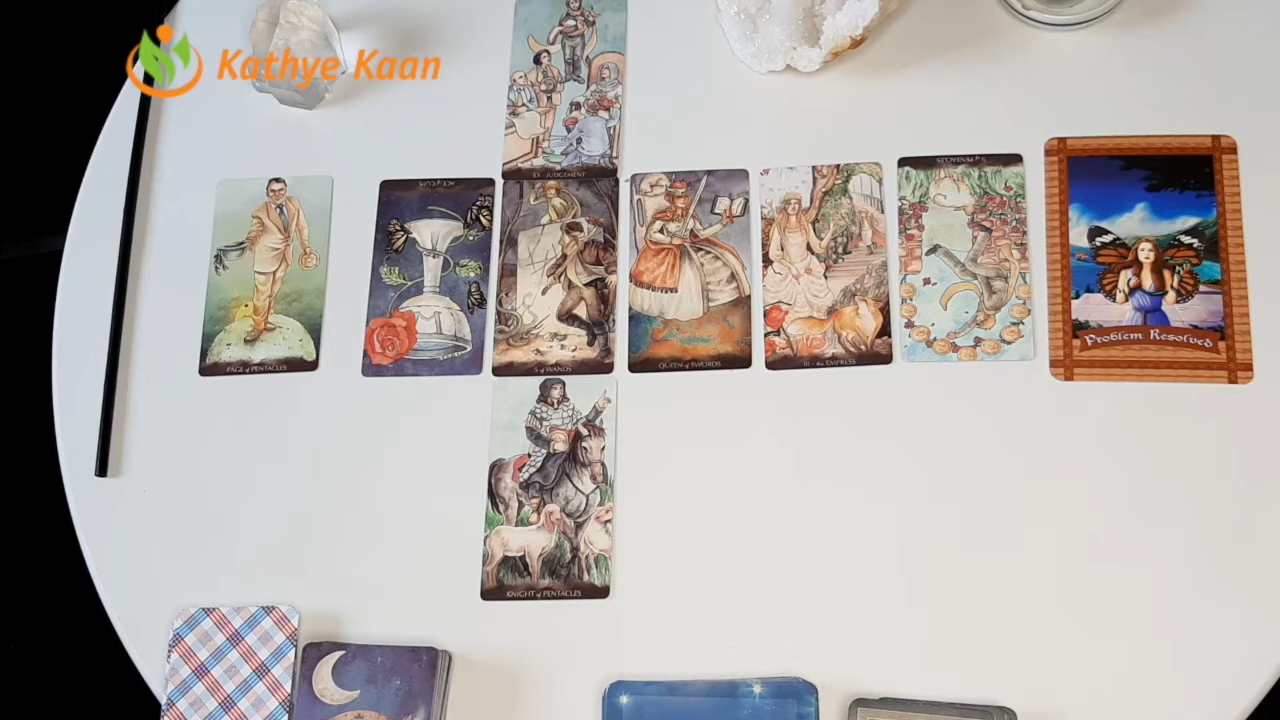 Kathye Kaan
XX - JUDGEMENT
ACE of CUPS
9 of PENTACLES
PAGE of PENTACLES
5 of WANDS
QUEEN of SWORDS
III - the EMPRESS
Problem Resolved
KNIGHT of PENTACLES